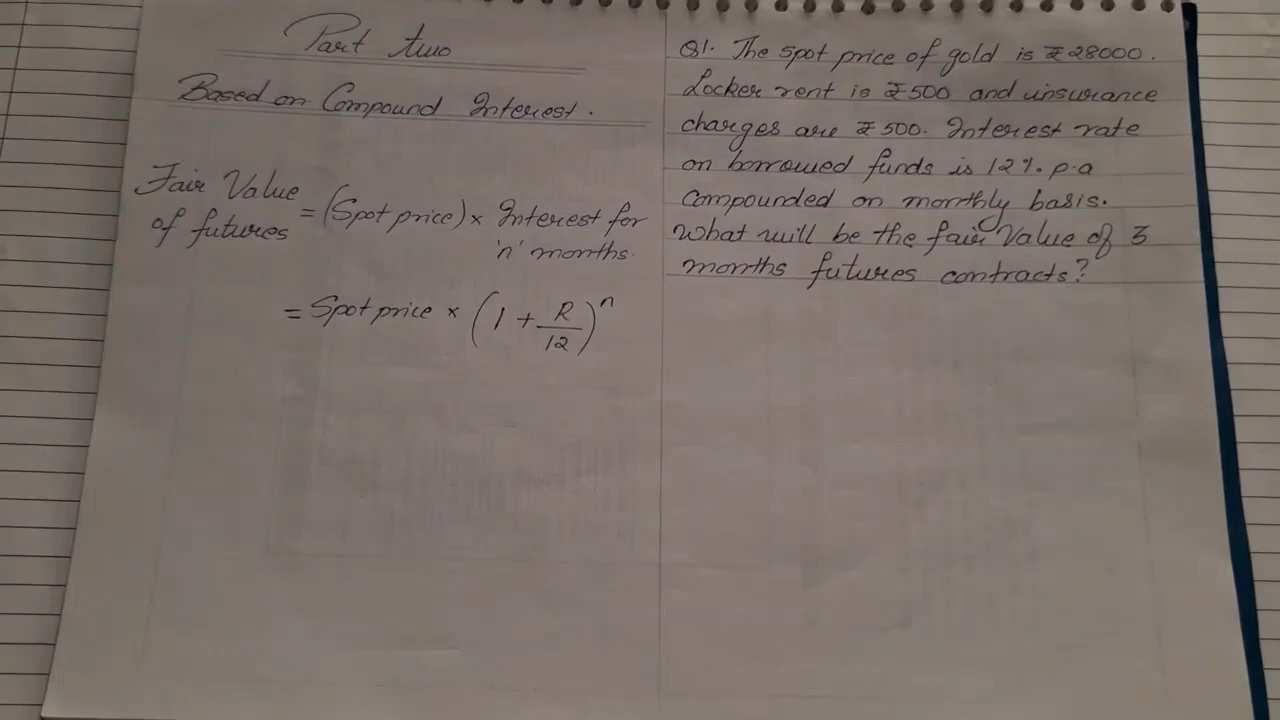 Part two
Based on Compound Interest.
Fair Value
of futures = (Spot price) × Interest for
'n' months.
= Spot price × (1 + R/12)^n
Q1. The spot price of gold is ₹28000.
Locker rent is ₹500 and insurance
charges are ₹500. Interest rate
on borrowed funds is 12%. p.a
compounded on monthly basis.
What will be the fair Value of 3
months futures contracts?